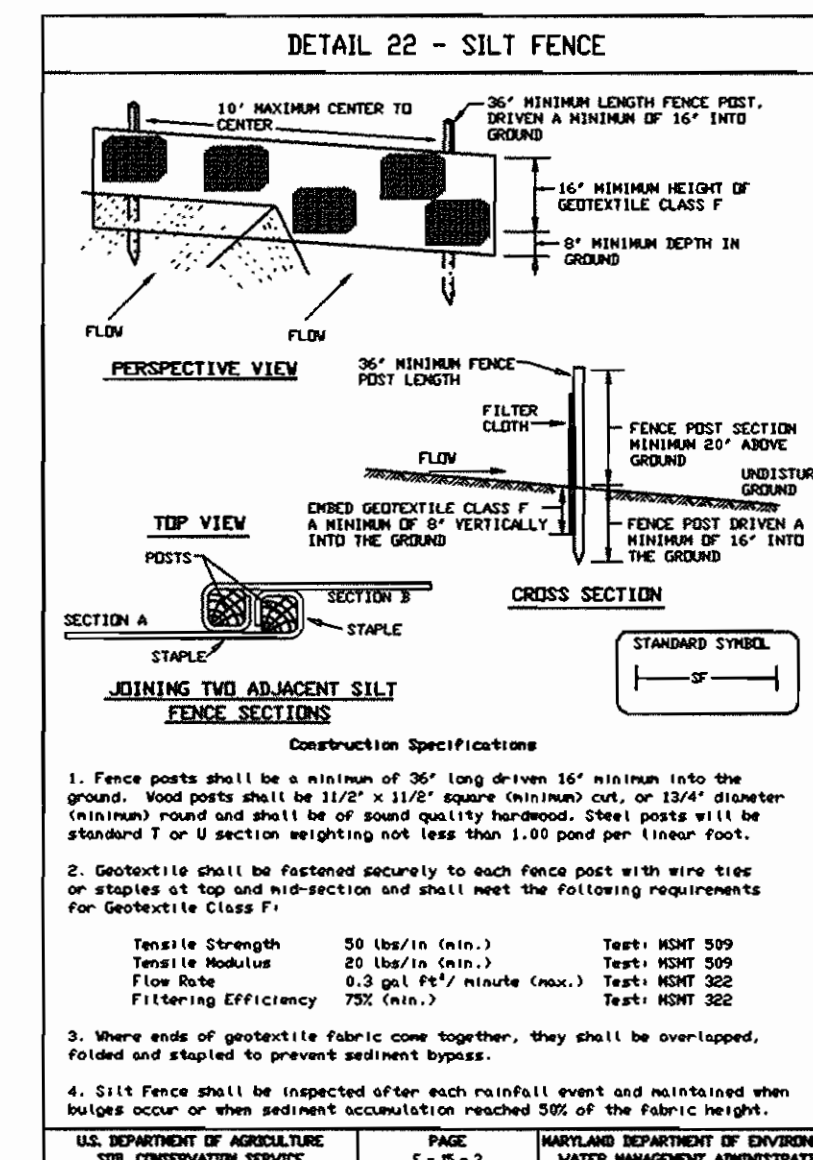 DETAIL 22 - SILT FENCE
10' MAXIMUM CENTER TO
CENTER
36" MINIMUM LENGTH FENCE POST,
DRIVEN A MINIMUN OF 16" INTO
GROUND
16" MIMIMUN HEIGHT OF
GEOTEXTILE CLASS F
8" MINIMUM DEPTH IN
GROUND
FLOW
FLOW
PERSPECTIVE VIEW
36" MINIMUM FENCE
POST LENGTH
FILTER
CLOTH
FENCE POST SECTION
MINIMUM 20" ABOVE
GROUND
FLOW
UNDISTUR
GROUND
EMBED GEOTEXTILE CLASS F
A MINIMUM OF 8" VERTICALLY
INTO THE GROUND
FENCE POST DRIVEN A
MINIMUM OF 16" INTO
THE GROUND
TOP VIEW
POSTS
SECTION B
SECTION A
STAPLE
STAPLE
CROSS SECTION
STANDARD SYMBOL
SF
JOINING TWO ADJACENT SILT
FENCE SECTIONS
Construction Specifications
1. Fence posts shall be a minimum of 36" long driven 16" minimum into the
ground. Wood posts shall be 11/2" x 11/2" square (minimum) cut, or 13/4" diameter
(minimum) round and shall be of sound quality hardwood. Steel posts will be
standard T or U section weighting not less than 1.00 pond per linear foot.
2. Geotextile shall be fastened securely to each fence post with wire ties
or staples at top and mid-section and shall meet the following requirements
for Geotextile Class F:
Tensile Strength 50 lbs/in (min.) Test: MSMT 509
Tensile Modulus 20 lbs/in (min.) Test: MSMT 509
Flow Rate 0.3 gal ft²/ minute (max.) Test: MSMT 322
Filtering Efficiency 75% (min.) Test: MSMT 322
3. Where ends of geotextile fabric come together, they shall be overlapped,
folded and stapled to prevent sediment bypass.
4. Silt Fence shall be inspected after each rainfall event and maintained when
bulges occur or when sediment accumulation reached 50% of the fabric height.
U.S. DEPARTMENT OF AGRICULTURE
SOIL CONSERVATION SERVICE
PAGE
E - 15 - 3
MARYLAND DEPARTMENT OF ENVIRON
WATER MANAGEMENT ADMINISTRATI